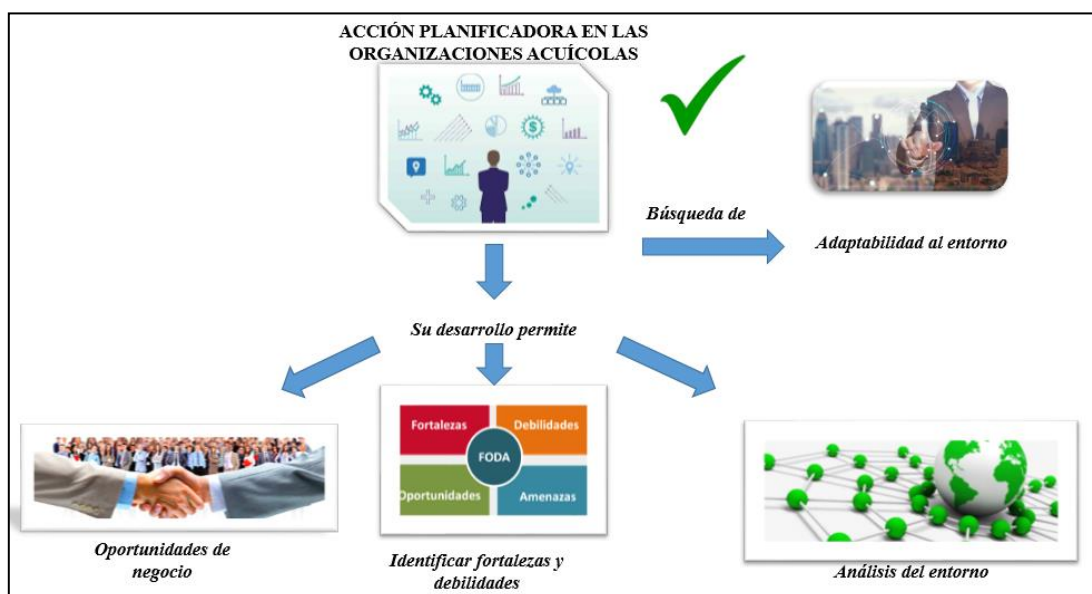 ACCIÓN PLANIFICADORA EN LAS
ORGANIZACIONES ACUÍCOLAS
Búsqueda de
Adaptabilidad al entorno
Su desarrollo permite
Fortalezas
Debilidades
FODA
Oportunidades
Amenazas
Oportunidades de
negocio
Identificar fortalezas y
debilidades
Análisis del entorno